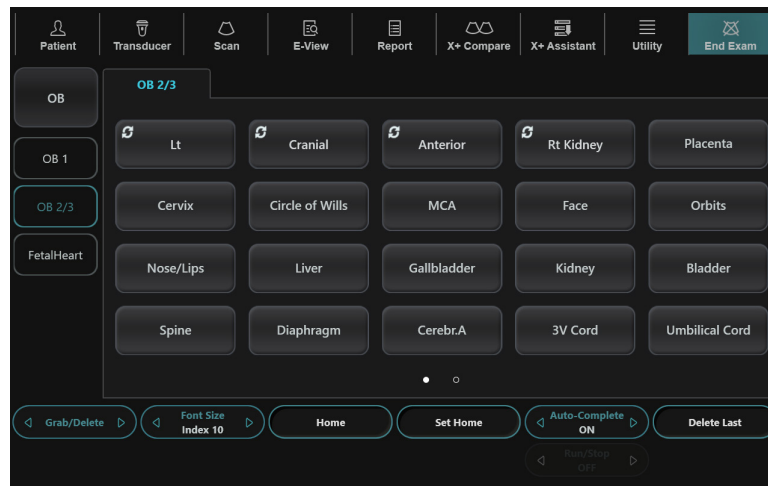 Patient
Transducer
Scan
E-View
Report
X+ Compare
X+ Assistant
Utility
End Exam
OB
OB 2/3
OB 1
OB 2/3
FetalHeart
Lt
Cranial
Anterior
Rt Kidney
Placenta
Cervix
Circle of Wills
MCA
Face
Orbits
Nose/Lips
Liver
Gallbladder
Kidney
Bladder
Spine
Diaphragm
Cerebr.A
3V Cord
Umbilical Cord
Grab/Delete
Font Size
Index 10
Home
Set Home
Auto-Complete
ON
Delete Last
Run/Stop
OFF